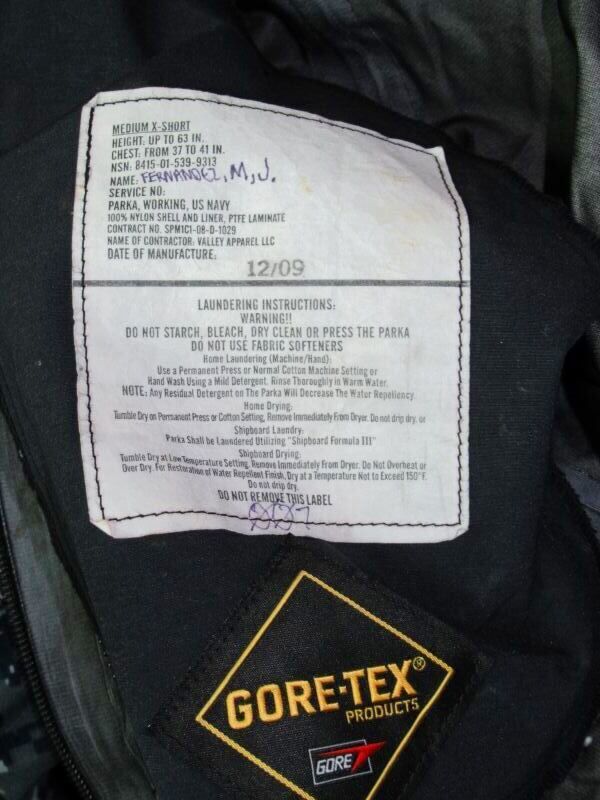 MEDIUM X-SHORT
HEIGHT: UP TO 63 IN.
CHEST: FROM 37 TO 41 IN.
NSN: 8415-01-539-9313
NAME: FERNANDEZ, M, J.
SERVICE NO:
PARKA, WORKING, US NAVY
100% NYLON SHELL AND LINER, PTFE LAMINATE
CONTRACT NO. SPM1C1-08-D-1029
NAME OF CONTRACTOR: VALLEY APPAREL LLC
DATE OF MANUFACTURE:
12/09
LAUNDERING INSTRUCTIONS:
WARNING!!
DO NOT STARCH, BLEACH, DRY CLEAN OR PRESS THE PARKA
DO NOT USE FABRIC SOFTENERS
Home Laundering (Machine/Hand):
Use a Permanent Press or Normal Cotton Machine Setting or
Hand Wash Using a Mild Detergent. Rinse Thoroughly in Warm Water.
NOTE: Any Residual Detergent on The Parka Will Decrease The Water Repellency.
Home Drying:
Tumble Dry on Permanent Press or Cotton Setting, Remove Immediately From Dryer. Do not drip dry. or
Shipboard Laundry:
Parka Shall be Laundered Utilizing "Shipboard Formula III"
Shipboard Drying:
Tumble Dry at Low Temperature Setting, Remove Immediately From Dryer. Do Not Overheat or
Over Dry. For Restoration of Water Repellent Finish, Dry at a Temperature Not to Exceed 150°F.
Do not drip dry.
DO NOT REMOVE THIS LABEL
GORE-TEX®
PRODUCTS
GORE